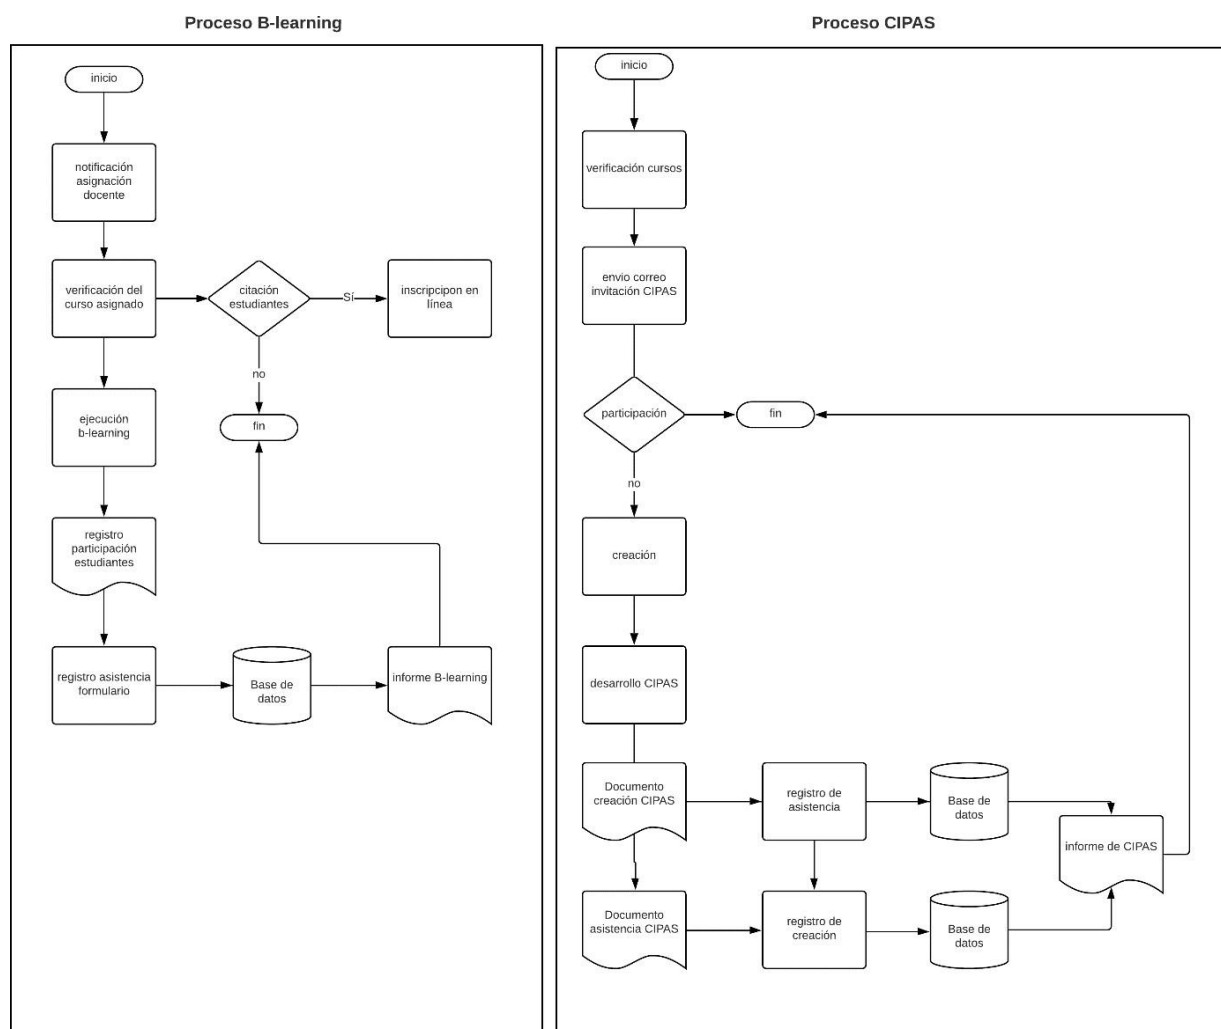 Proceso B-learning
inicio
notificación
asignación
docente
verificación del
curso asignado
citación
estudiantes
Sí
inscripcipon en
línea
no
fin
ejecución
b-learning
registro
participación
estudiantes
registro asistencia
formulario
Base de
datos
informe B-learning
Proceso CIPAS
inicio
verificación cursos
envio correo
invitación CIPAS
participación
fin
no
creación
desarrollo CIPAS
Documento
creación CIPAS
registro de
asistencia
Base de
datos
informe de CIPAS
Documento
asistencia CIPAS
registro de
creación
Base de
datos